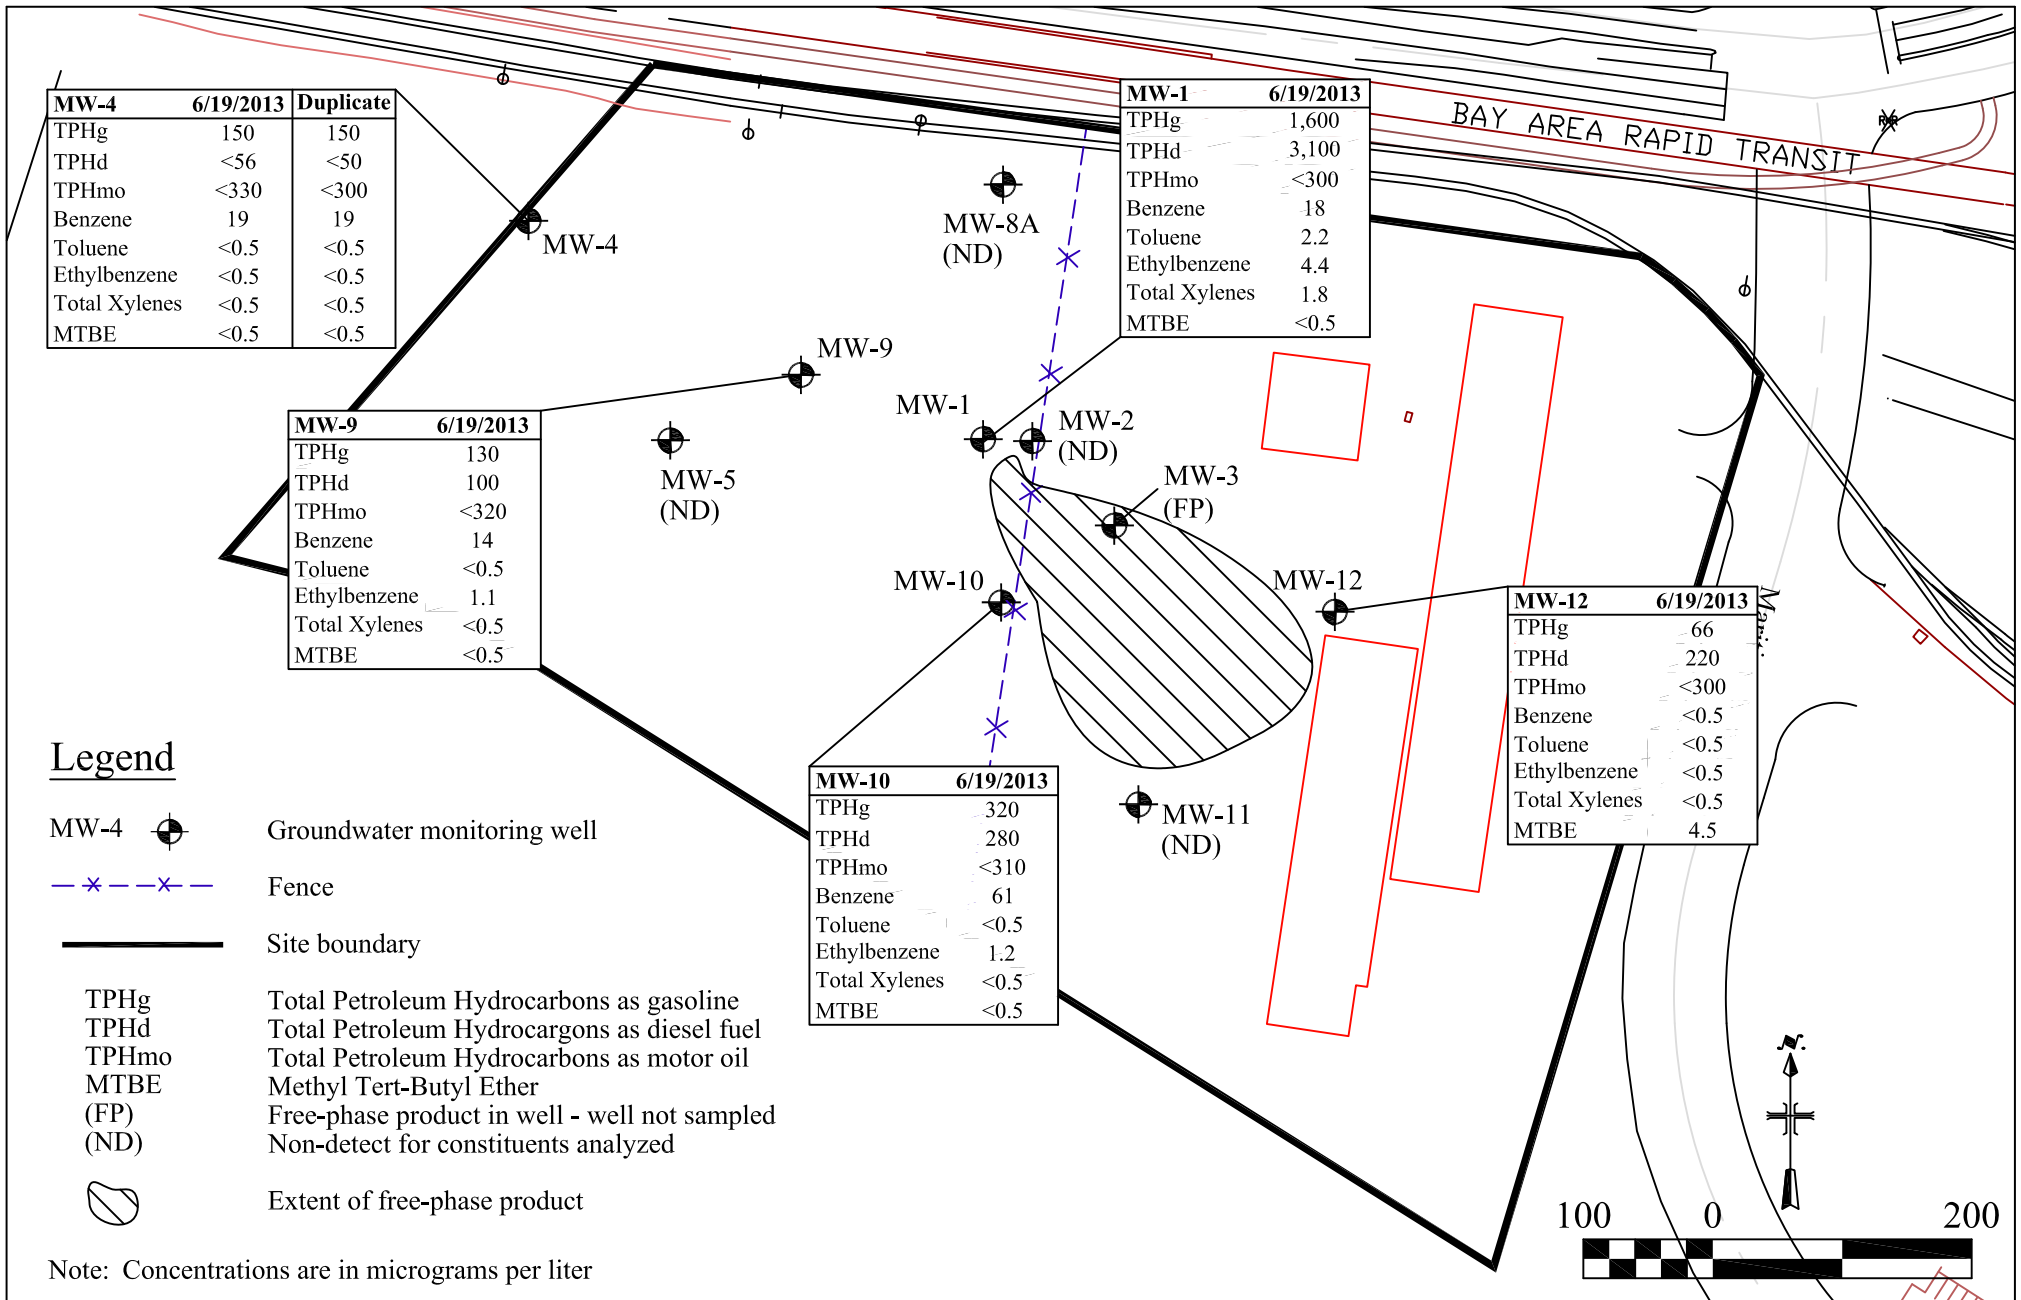 BAY AREA RAPID TRANSIT
MW-4 6/19/2013 Duplicate
TPHg 150 150
TPHd <56 <50
TPHmo <330 <300
Benzene 19 19
Toluene <0.5 <0.5
Ethylbenzene <0.5 <0.5
Total Xylenes <0.5 <0.5
MTBE <0.5 <0.5
MW-1 6/19/2013
TPHg 1,600
TPHd 3,100
TPHmo <300
Benzene 18
Toluene 2.2
Ethylbenzene 4.4
Total Xylenes 1.8
MTBE <0.5
MW-4
MW-8A
(ND)
MW-9
MW-1
MW-2
(ND)
MW-5
(ND)
MW-3
(FP)
MW-10
MW-12
MW-11
(ND)
MW-9 6/19/2013
TPHg 130
TPHd 100
TPHmo <320
Benzene 14
Toluene <0.5
Ethylbenzene 1.1
Total Xylenes <0.5
MTBE <0.5
MW-12 6/19/2013
TPHg 66
TPHd 220
TPHmo <300
Benzene <0.5
Toluene <0.5
Ethylbenzene <0.5
Total Xylenes <0.5
MTBE 4.5
MW-10 6/19/2013
TPHg 320
TPHd 280
TPHmo <310
Benzene 61
Toluene <0.5
Ethylbenzene 1.2
Total Xylenes <0.5
MTBE <0.5
Legend
MW-4 Groundwater monitoring well
Fence
Site boundary
TPHg Total Petroleum Hydrocarbons as gasoline
TPHd Total Petroleum Hydrocargons as diesel fuel
TPHmo Total Petroleum Hydrocarbons as motor oil
MTBE Methyl Tert-Butyl Ether
(FP) Free-phase product in well - well not sampled
(ND) Non-detect for constituents analyzed
Extent of free-phase product
Note: Concentrations are in micrograms per liter
N
100 0 200